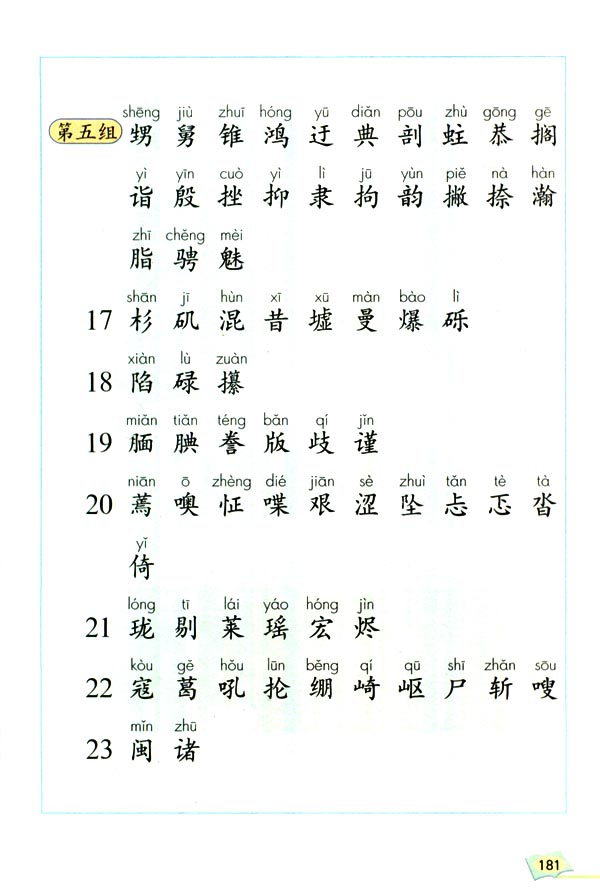 shēng jiù zhuī hóng yū diǎn pōu zhù gōng gē
第五组 甥 舅 锥 鸿 迂 典 剖 蛀 恭 搁
yì yīn cuò yì lì jū yùn piě nà hàn
诣 殷 挫 抑 隶 拘 韵 撇 捺 瀚
zhī chěng mèi
脂 骋 魅
shān jī hùn xī xū màn bào lì
17 杉 矶 混 昔 墟 曼 爆 砾
xiàn lù zuàn
18 陷 碌 攥
miǎn tiǎn téng bǎn qí jǐn
19 腼 腆 誊 版 歧 谨
niān ō zhèng dié jiān sè zhuì tǎn tè tà
20 蔫 噢 怔 喋 艰 涩 坠 忐 忑 沓
yǐ
倚
lóng tī lái yáo hóng jìn
21 珑 剔 莱 瑶 宏 烬
kòu gě hǒu lūn běng qí qū shī zhǎn sōu
22 寇 葛 吼 抡 绷 崎 岖 尸 斩 嗖
mǐn zhū
23 闽 诸
181